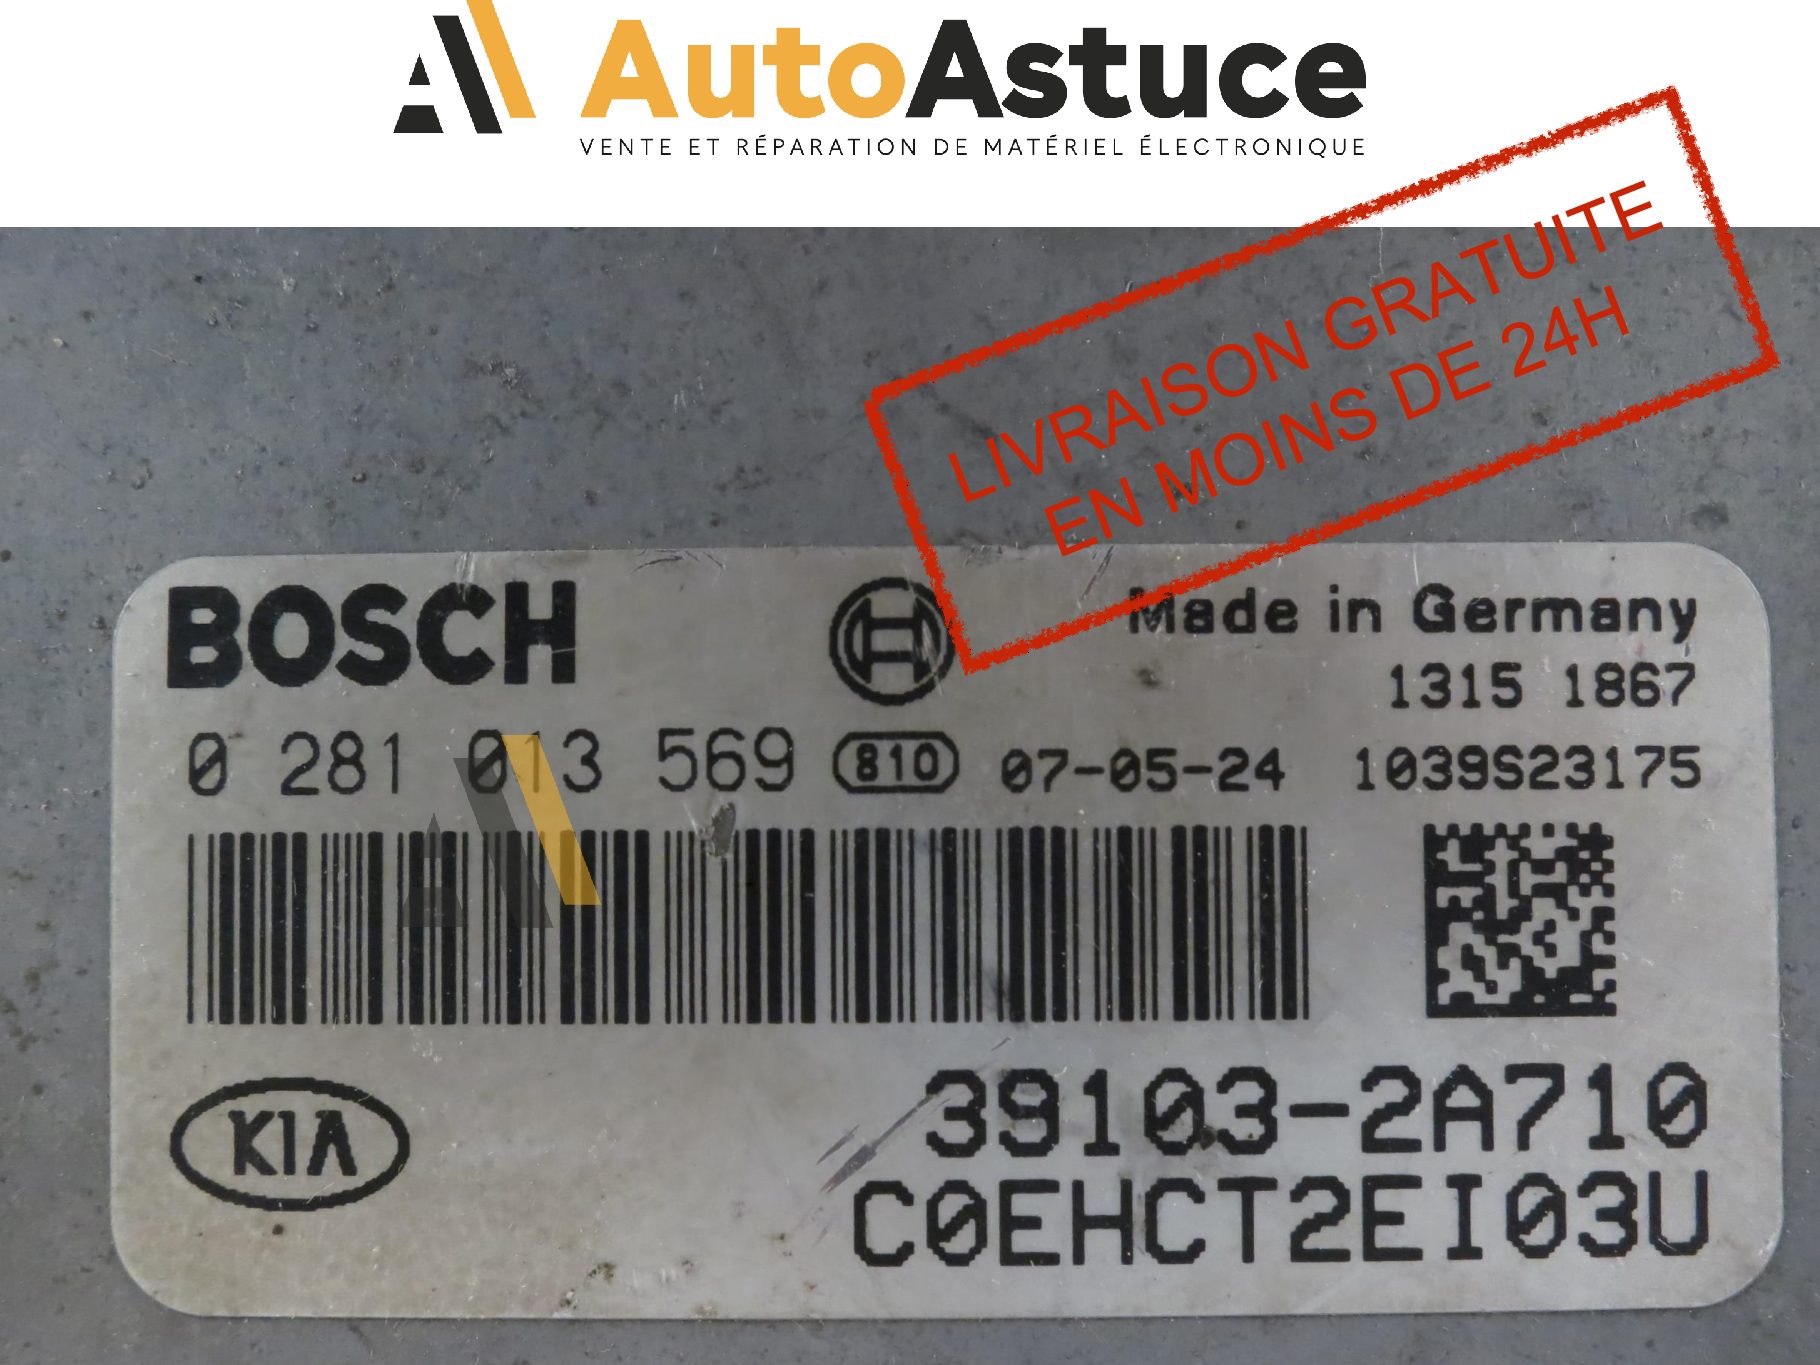 AutoAstuce
VENTE ET RÉPARATION DE MATÉRIEL ÉLECTRONIQUE
LIVRAISON GRATUITE
EN MOINS DE 24H
BOSCH
Made in Germany
1315 1867
0 281 013 569 810 07-05-24 1039S23175
KIA
39103-2A710
C0EHCT2EI03U